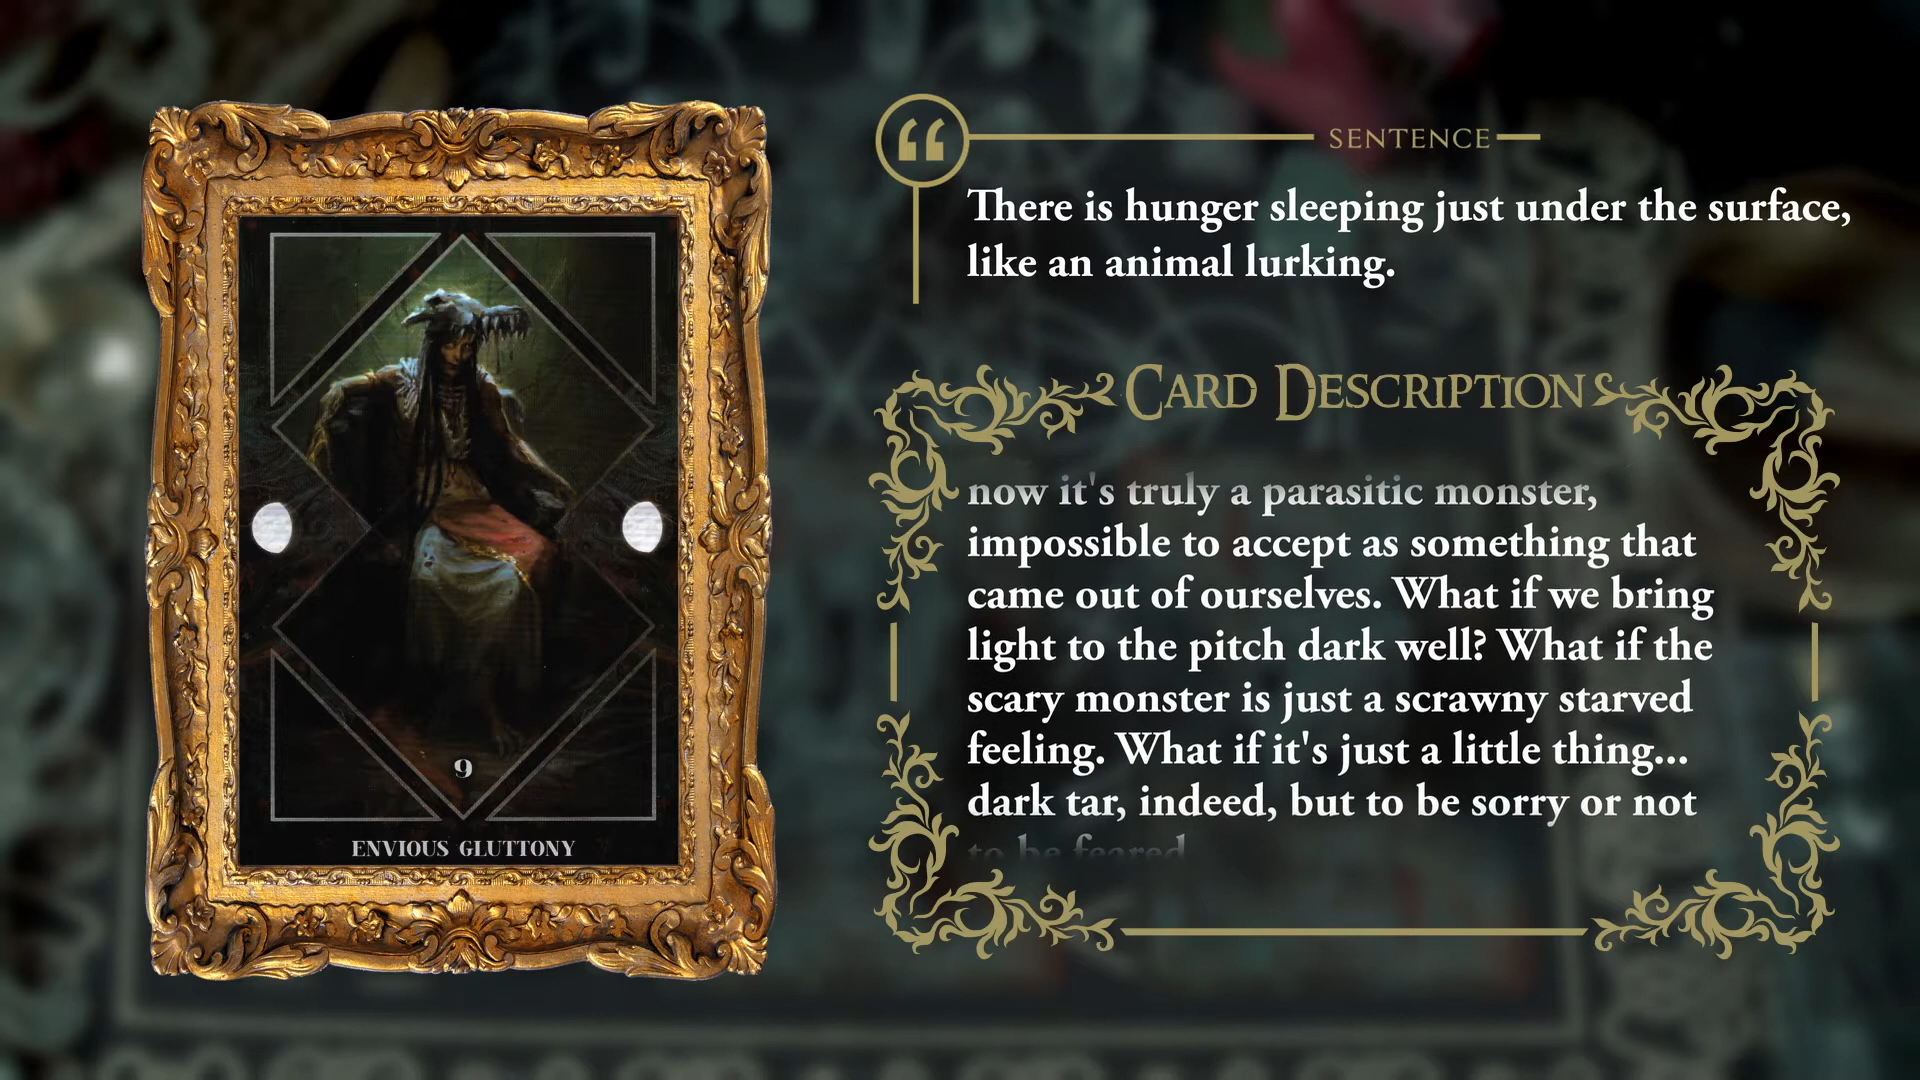 9
ENVIOUS GLUTTONY
“
SENTENCE
There is hunger sleeping just under the surface,
like an animal lurking.
CARD DESCRIPTION
now it's truly a parasitic monster,
impossible to accept as something that
came out of ourselves. What if we bring
light to the pitch dark well? What if the
scary monster is just a scrawny starved
feeling. What if it's just a little thing...
dark tar, indeed, but to be sorry or not
to be feared